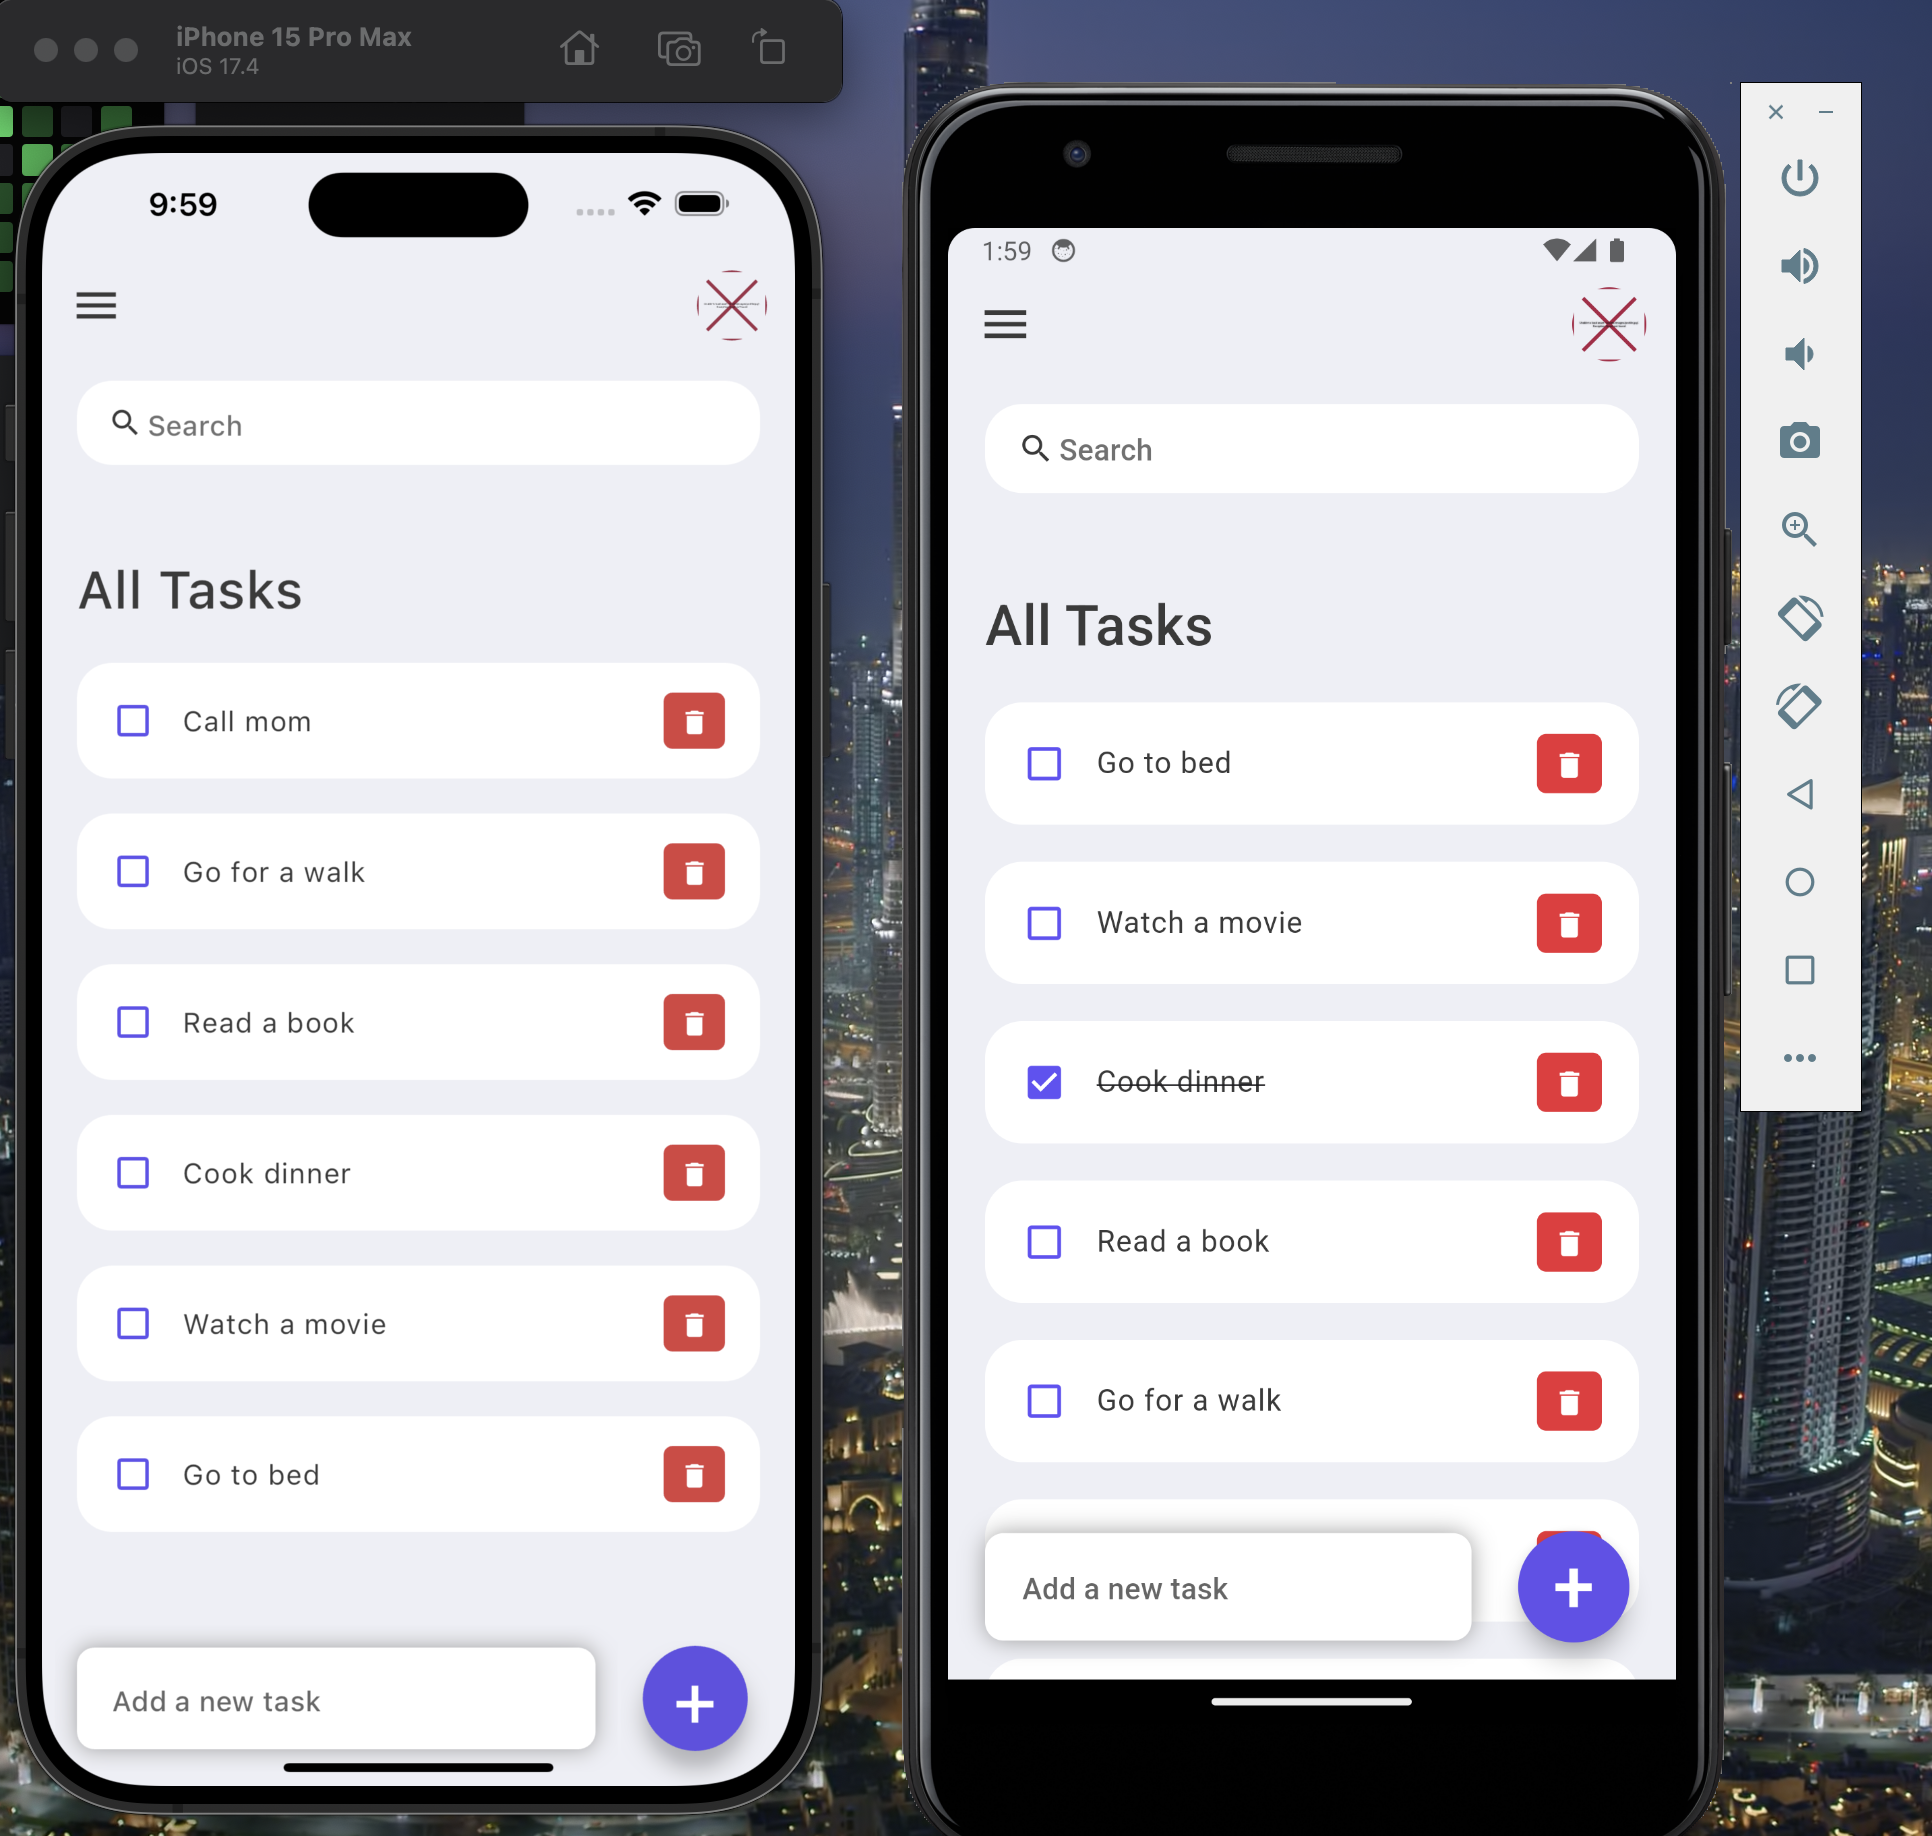 iPhone 15 Pro Max
iOS 17.4
9:59
Search
All Tasks
Call mom
Go for a walk
Read a book
Cook dinner
Watch a movie
Go to bed
Add a new task
1:59
Search
All Tasks
Go to bed
Watch a movie
Cook dinner
Read a book
Go for a walk
Add a new task